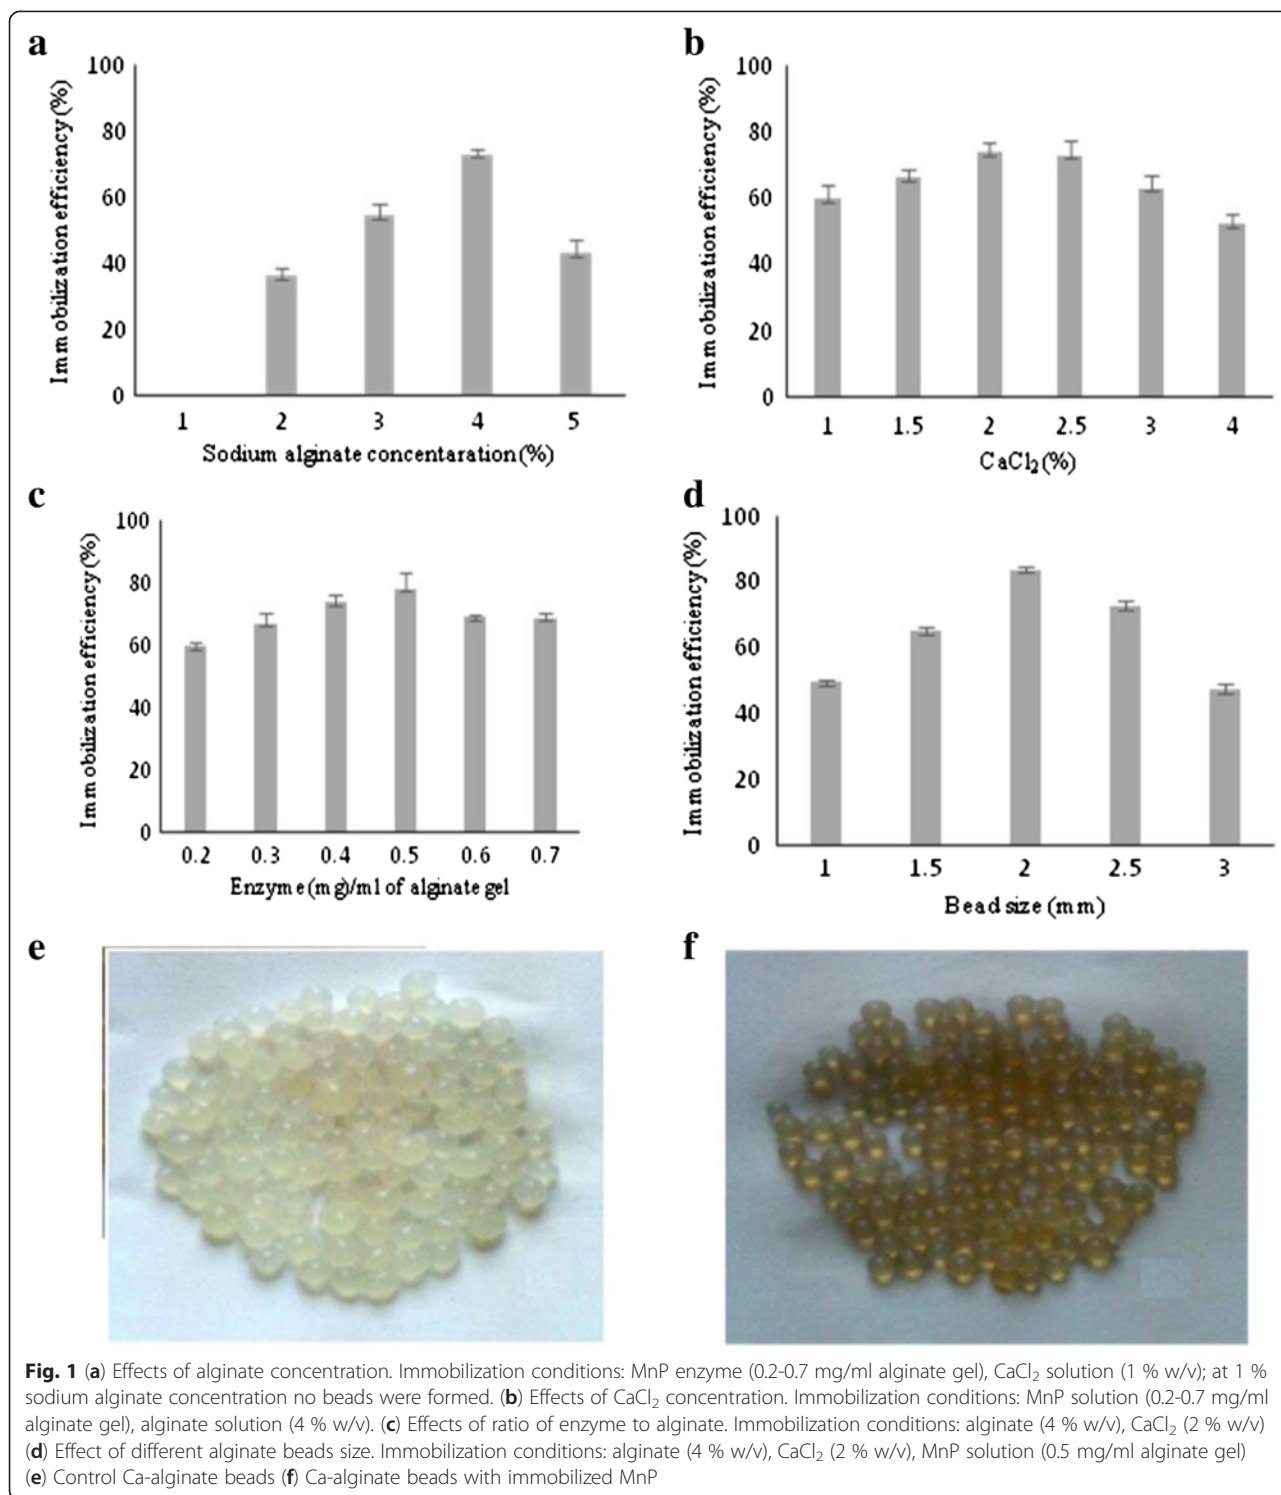 a
100
80
60
40
20
0
Immobilization efficiency (%)
1 2 3 4 5
Sodium alginate concentaration (%)
b
100
80
60
40
20
0
Immobilization efficiency (%)
1 1.5 2 2.5 3 4
CaCl₂ (%)
c
100
80
60
40
20
0
Immobilization efficiency (%)
0.2 0.3 0.4 0.5 0.6 0.7
Enzyme (mg)/ml of alginate gel
d
100
80
60
40
20
0
Immobilization efficiency (%)
1 1.5 2 2.5 3
Bead size (mm)
e
f
Fig. 1 (a) Effects of alginate concentration. Immobilization conditions: MnP enzyme (0.2-0.7 mg/ml alginate gel), CaCl₂ solution (1 % w/v); at 1 %
sodium alginate concentration no beads were formed. (b) Effects of CaCl₂ concentration. Immobilization conditions: MnP solution (0.2-0.7 mg/ml
alginate gel), alginate solution (4 % w/v). (c) Effects of ratio of enzyme to alginate. Immobilization conditions: alginate (4 % w/v), CaCl₂ (2 % w/v)
(d) Effect of different alginate beads size. Immobilization conditions: alginate (4 % w/v), CaCl₂ (2 % w/v), MnP solution (0.5 mg/ml alginate gel)
(e) Control Ca-alginate beads (f) Ca-alginate beads with immobilized MnP